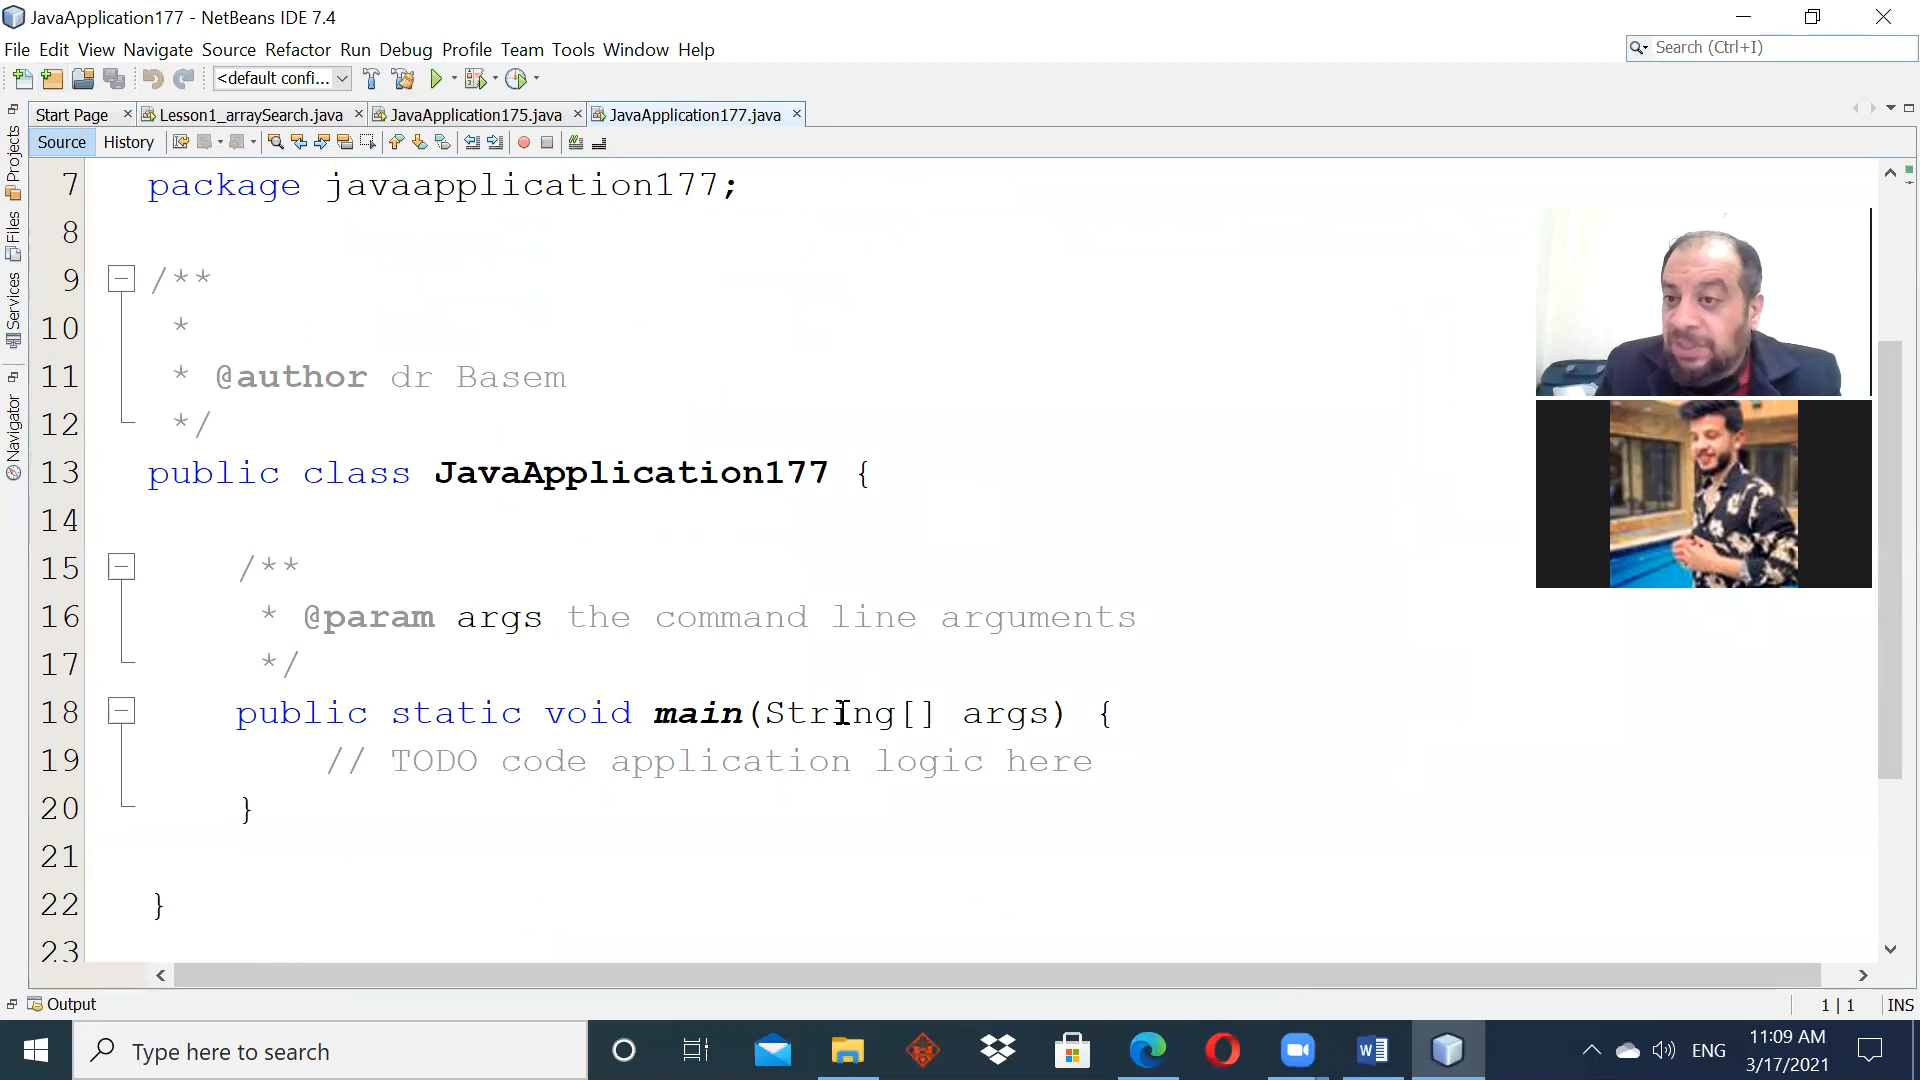 JavaApplication177 - NetBeans IDE 7.4
File Edit View Navigate Source Refactor Run Debug Profile Team Tools Window Help
Search (Ctrl+I)
<default confi...
Start Page Lesson1_arraySearch.java JavaApplication175.java JavaApplication177.java
Source History
Projects
Files
Services
Navigator
7 package javaapplication177;
8
9 /**
10 *
11 * @author dr Basem
12 */
13 public class JavaApplication177 {
14
15 /**
16 * @param args the command line arguments
17 */
18 public static void main(String[] args) {
19 // TODO code application logic here
20 }
21
22 }
23
Output
1 | 1 INS
Type here to search
ENG
11:09 AM
3/17/2021